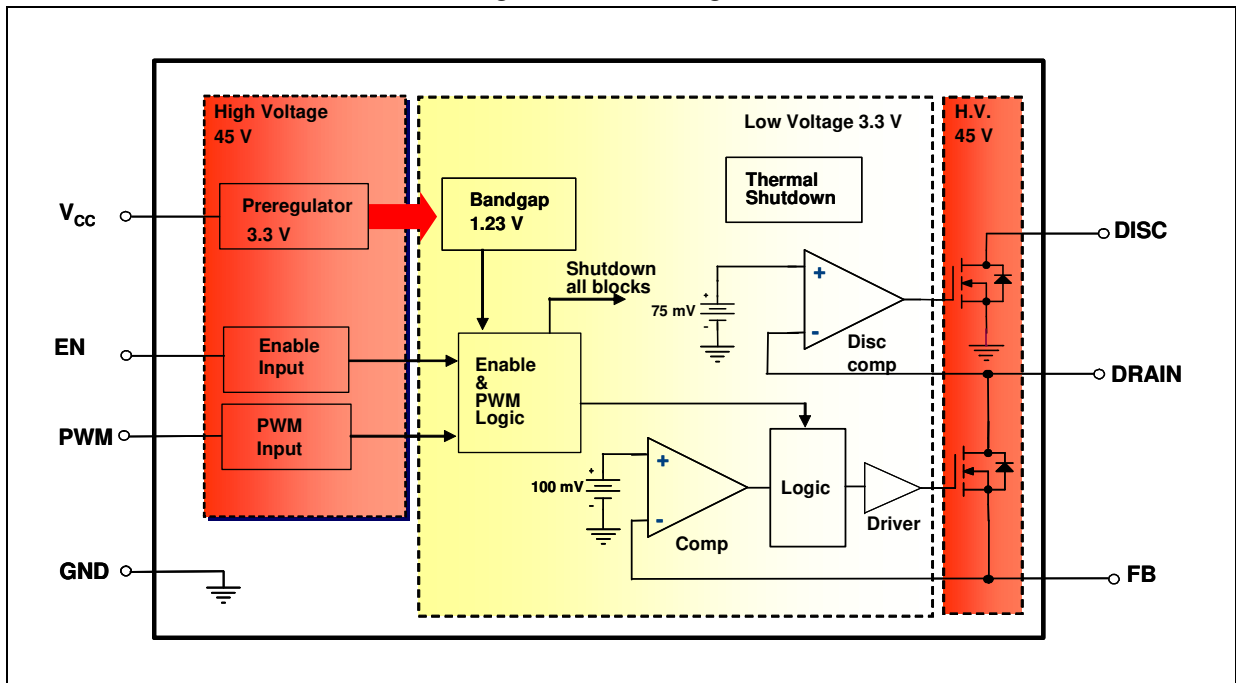 High Voltage
45 V
Low Voltage 3.3 V
H.V.
45 V
Thermal
Shutdown
V_CC
Preregulator
3.3 V
Bandgap
1.23 V
DISC
Shutdown
all blocks
+
+
75 mV
-
-
Disc
comp
EN
Enable
Input
Enable
&
PWM
Logic
DRAIN
PWM
PWM
Input
+
+
100 mV
-
-
Comp
Logic
Driver
GND
FB